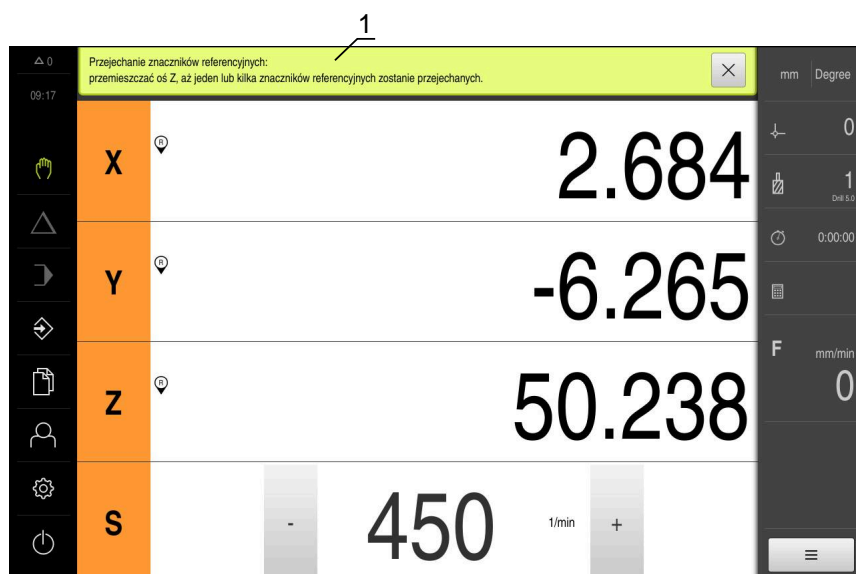 1
0
Przejechanie znaczników referencyjnych:
przemieszczać oś Z, aż jeden lub kilka znaczników referencyjnych zostanie przejechanych.
mm Degree
09:17
X R 2.684
0
1
Drill 5.0
Y R -6.265
0:00:00
Z R 50.238
F mm/min
0
S - 450 1/min +